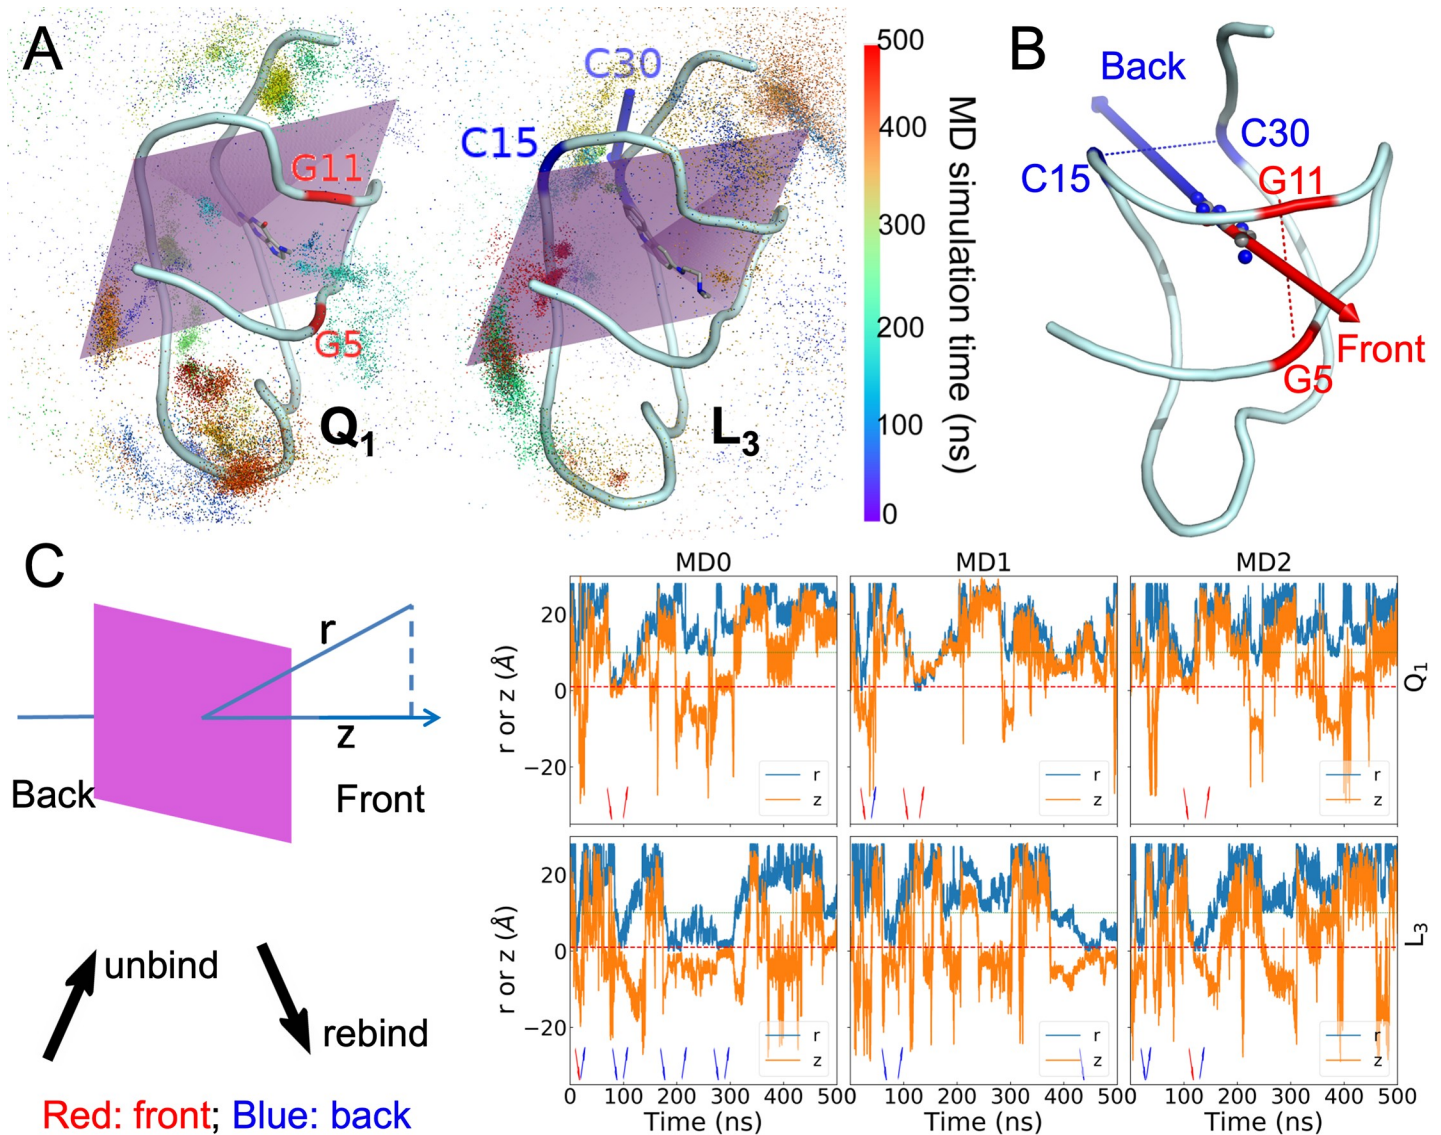 A
C30
C15
G11
G5
Q1
L3
500
400
300
200
100
0
MD simulation time (ns)
B
Back
C30
C15
G11
Front
G5
C
r
z
Back
Front
unbind
rebind
Red: front; Blue: back
MD0 MD1 MD2
r or z (Å)
20
0
−20
r
z
r
z
r
z
Q1
r or z (Å)
20
0
−20
r
z
r
z
r
z
L3
0 100 200 300 400 500 100 200 300 400 500 100 200 300 400 500
Time (ns) Time (ns) Time (ns)